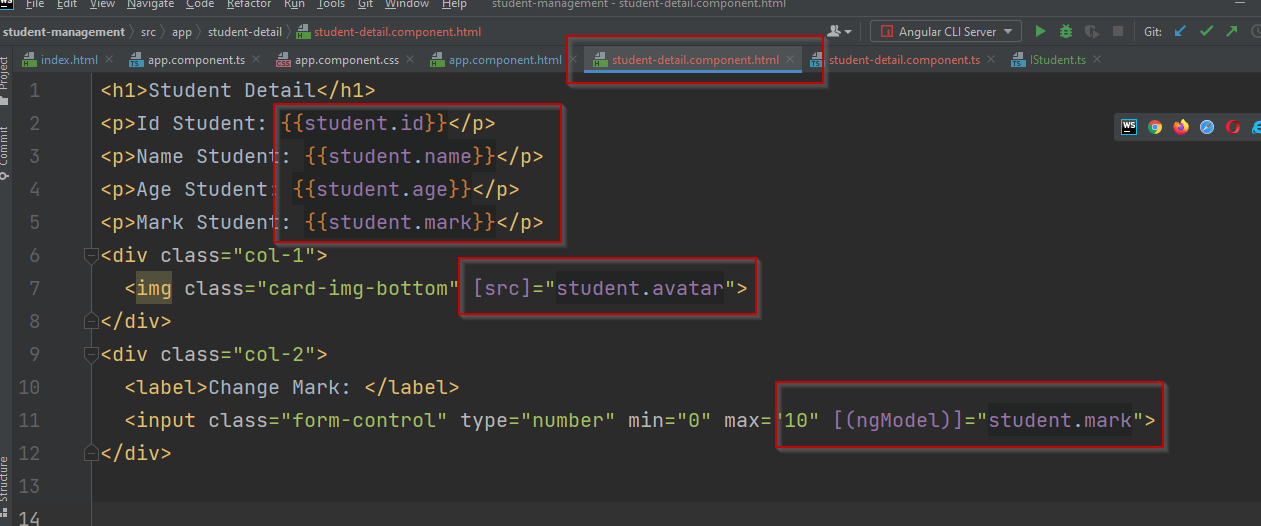 WS File Edit View Navigate Code Refactor Run Tools Git Window Help student-management - student-detail.component.html
student-management src app student-detail student-detail.component.html Angular CLI Server Git:
index.html app.component.ts app.component.css app.component.html student-detail.component.html student-detail.component.ts IStudent.ts
Project
Commit
Structure
1 <h1>Student Detail</h1>
2 <p>Id Student: {{student.id}}</p>
WS
3 <p>Name Student: {{student.name}}</p>
4 <p>Age Student: {{student.age}}</p>
5 <p>Mark Student: {{student.mark}}</p>
6 <div class="col-1">
7 <img class="card-img-bottom" [src]="student.avatar">
8 </div>
9 <div class="col-2">
10 <label>Change Mark: </label>
11 <input class="form-control" type="number" min="0" max="10" [(ngModel)]="student.mark">
12 </div>
13
14